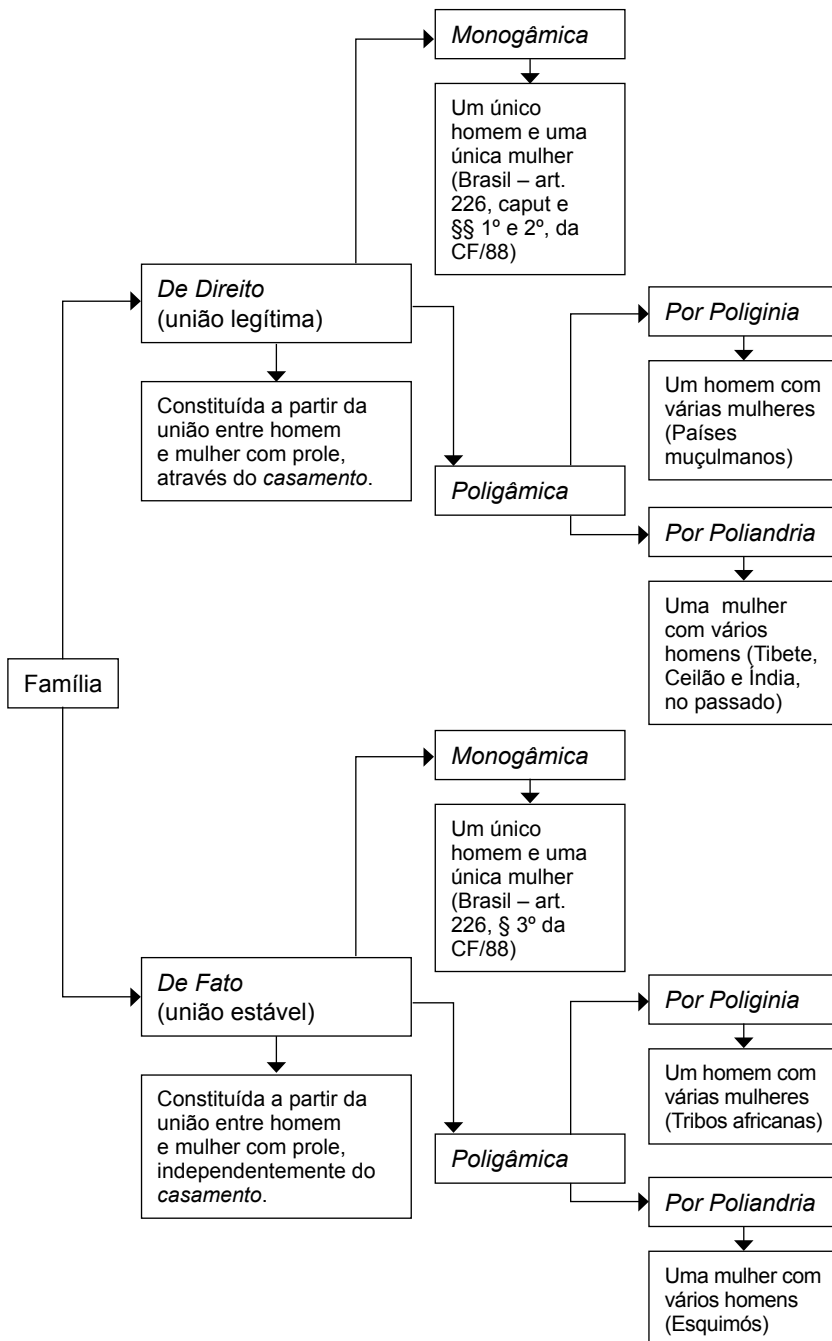 Monogâmica
Um único
homem e uma
única mulher
(Brasil – art.
226, caput e
§§ 1º e 2º, da
CF/88)
De Direito
(união legítima)
Constituída a partir da
união entre homem
e mulher com prole,
através do casamento.
Por Poliginia
Um homem com
várias mulheres
(Países
muçulmanos)
Poligâmica
Por Poliandria
Uma mulher
com vários
homens (Tibete,
Ceilão e Índia,
no passado)
Família
Monogâmica
Um único
homem e uma
única mulher
(Brasil – art.
226, § 3º da
CF/88)
De Fato
(união estável)
Constituída a partir da
união entre homem
e mulher com prole,
independentemente do
casamento.
Por Poliginia
Um homem com
várias mulheres
(Tribos africanas)
Poligâmica
Por Poliandria
Uma mulher com
vários homens
(Esquimós)